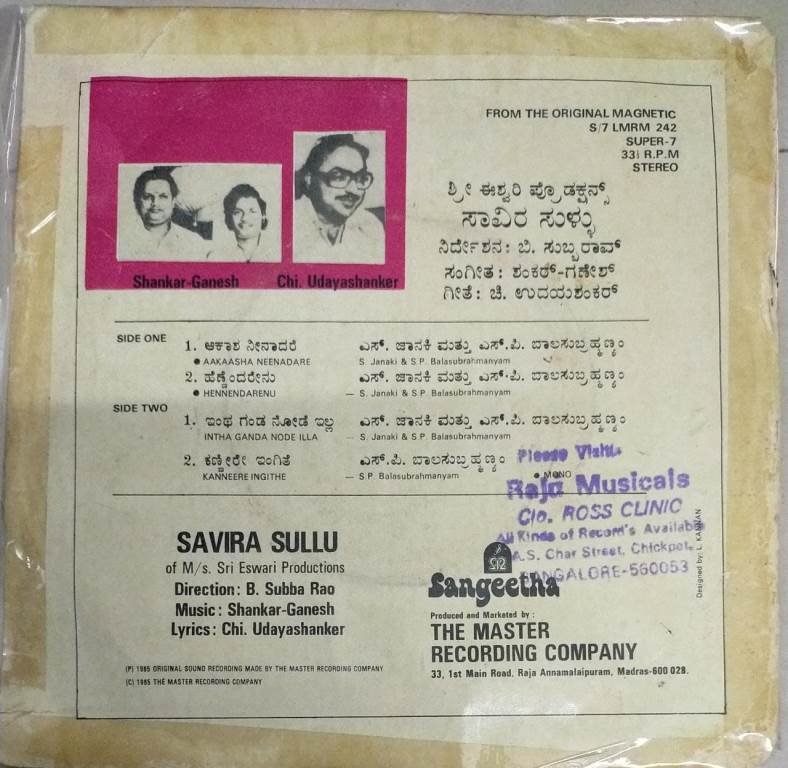 Shankar-Ganesh
Chi. Udayashanker
FROM THE ORIGINAL MAGNETIC
S/7 LMRM 242
SUPER-7
33⅓ R.P.M
STEREO
ಶ್ರೀ ಈಶ್ವರಿ ಪ್ರೊಡಕ್ಷನ್ಸ್
ಸಾವಿರ ಸುಳ್ಳು
ನಿರ್ದೇಶನ: ಬಿ. ಸುಬ್ಬರಾವ್
ಸಂಗೀತ: ಶಂಕರ್-ಗಣೇಶ್
ಗೀತೆ: ಚಿ. ಉದಯಶಂಕರ್
SIDE ONE
1. ಆಕಾಶ ನೀನಾದರೆ ಎಸ್. ಜಾನಕಿ ಮತ್ತು ಎಸ್.ಪಿ. ಬಾಲಸುಬ್ರಹ್ಮಣ್ಯಂ
● AAKAASHA NEENADARE S. Janaki & S.P. Balasubrahmanyam
2. ಹೆಣ್ಣೆಂದರೇನು ಎಸ್. ಜಾನಕಿ ಮತ್ತು ಎಸ್.ಪಿ. ಬಾಲಸುಬ್ರಹ್ಮಣ್ಯಂ
● HENNENDARENU — S. Janaki & S.P. Balasubrahmanyam
SIDE TWO
1. ಇಂಥ ಗಂಡ ನೋಡೆ ಇಲ್ಲ ಎಸ್. ಜಾನಕಿ ಮತ್ತು ಎಸ್.ಪಿ. ಬಾಲಸುಬ್ರಹ್ಮಣ್ಯಂ
INTHA GANDA NODE ILLA — S. Janaki & S.P. Balasubrahmanyam
2. ಕಣ್ಣೀರೇ ಇಂಗಿತೆ ಎಸ್.ಪಿ. ಬಾಲಸುಬ್ರಹ್ಮಣ್ಯಂ
KANNEERE INGITHE — S.P. Balasubrahmanyam ● MONO
Please Visit.
Raja Musicals
C/o. ROSS CLINIC
All Kinds of Record's Available
A.S. Char Street, Chickpet,
BANGALORE-560053
SAVIRA SULLU
of M/s. Sri Eswari Productions
Direction: B. Subba Rao
Music: Shankar-Ganesh
Lyrics: Chi. Udayashanker
(P) 1985 ORIGINAL SOUND RECORDING MADE BY THE MASTER RECORDING COMPANY
(C) 1985 THE MASTER RECORDING COMPANY
Sangeetha
Produced and Marketed by:
THE MASTER
RECORDING COMPANY
33, 1st Main Road, Raja Annamalaipuram, Madras-600 028.
Designed by: L. KANNAN